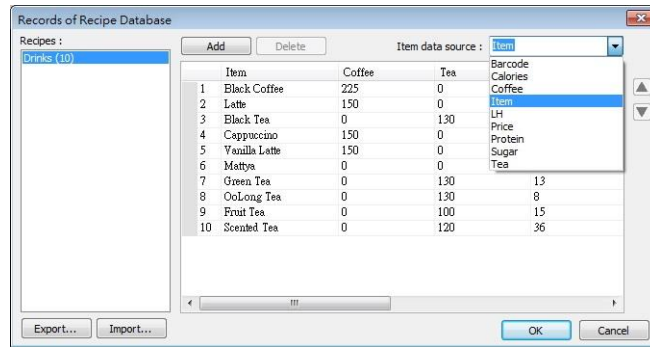 Records of Recipe Database
Recipes :
Drinks (10)
Add
Delete
Item data source :
Item
Barcode
Calories
Coffee
Item
LH
Price
Protein
Sugar
Tea
Item Coffee Tea
1 Black Coffee 225 0
2 Latte 150 0
3 Black Tea 0 130
4 Cappuccino 150 0
5 Vanilla Latte 150 0
6 Mattya 0 0
7 Green Tea 0 130 13
8 OoLong Tea 0 130 8
9 Fruit Tea 0 100 15
10 Scented Tea 0 120 36
Export...
Import...
OK
Cancel